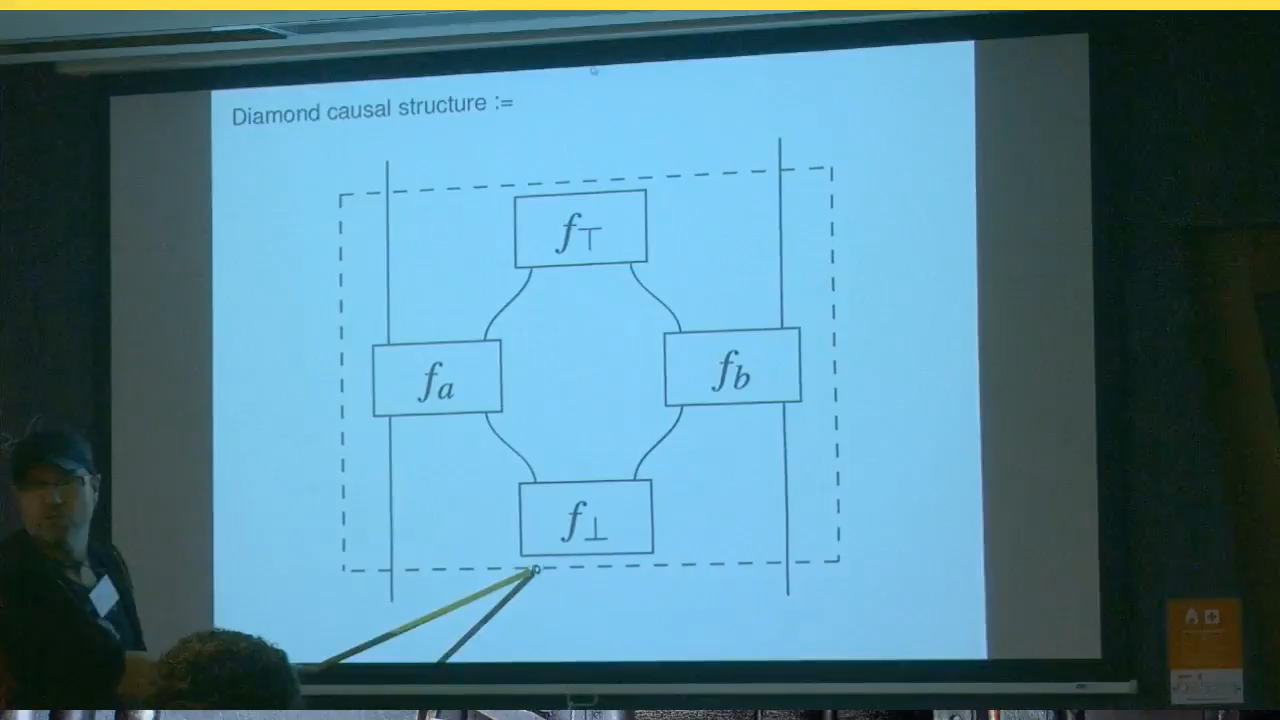 Diamond causal structure :=
f⊤
fa fb
f⊥